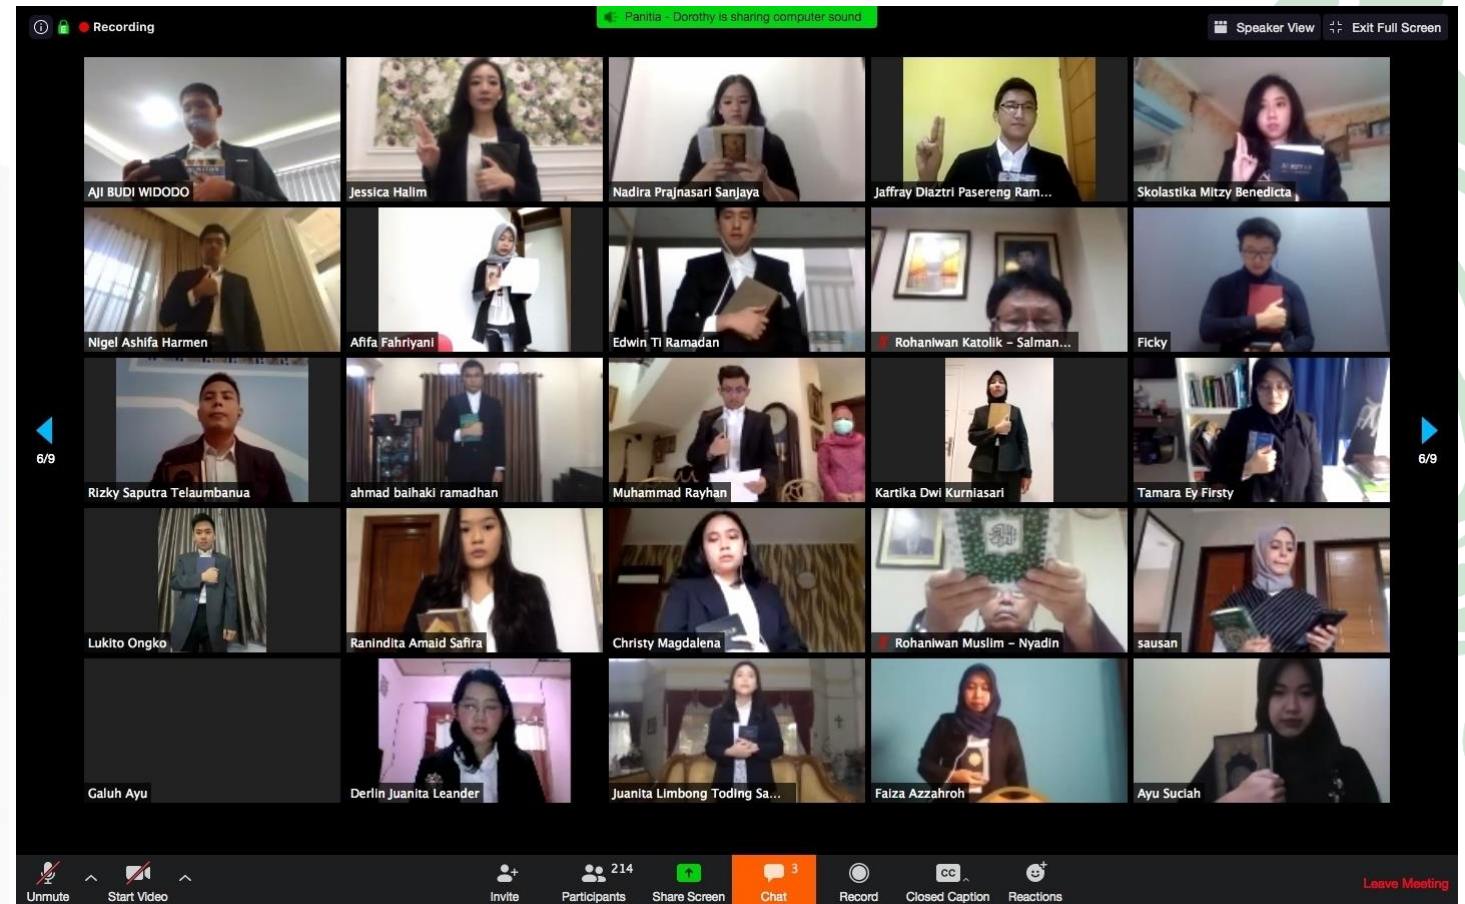 Recording
Panitia - Dorothy is sharing computer sound
Speaker View
Exit Full Screen
AJI BUDI WIDODO
Jessica Halim
Nadira Prajnasari Sanjaya
Jaffray Diaztri Pasereng Ram...
Skolastika Mitzy Benedicta
Nigel Ashifa Harmen
Afifa Fahriyani
Edwin Ti Ramadan
Rohaniwan Katolik – Salman...
Ficky
6/9
Rizky Saputra Telaumbanua
ahmad baihaki ramadhan
Muhammad Rayhan
Kartika Dwi Kurniasari
Tamara Ey Firsty
6/9
Lukito Ongko
Ranindita Amaid Safira
Christy Magdalena
Rohaniwan Muslim – Nyadin
sausan
Galuh Ayu
Derlin Juanita Leander
Juanita Limbong Toding Sa...
Faiza Azzahroh
Ayu Suciah
Unmute
Start Video
Invite
214
Participants
Share Screen
3
Chat
Record
CC
Closed Caption
Reactions
Leave Meeting